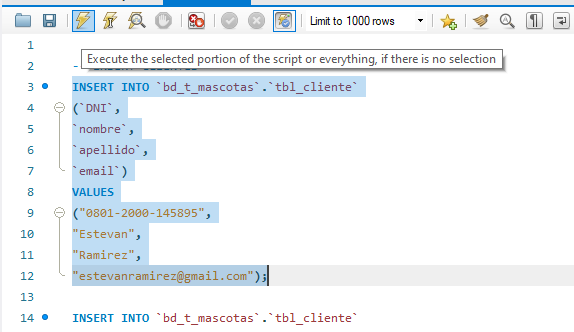 Limit to 1000 rows
1
Execute the selected portion of the script or everything, if there is no selection
2
3 INSERT INTO `bd_t_mascotas`.`tbl_cliente`
4 (`DNI`,
5 `nombre`,
6 `apellido`,
7 `email`)
8 VALUES
9 ("0801-2000-145895",
10 "Estevan",
11 "Ramirez",
12 "estevanramirez@gmail.com");
13
14 INSERT INTO `bd_t_mascotas`.`tbl_cliente`